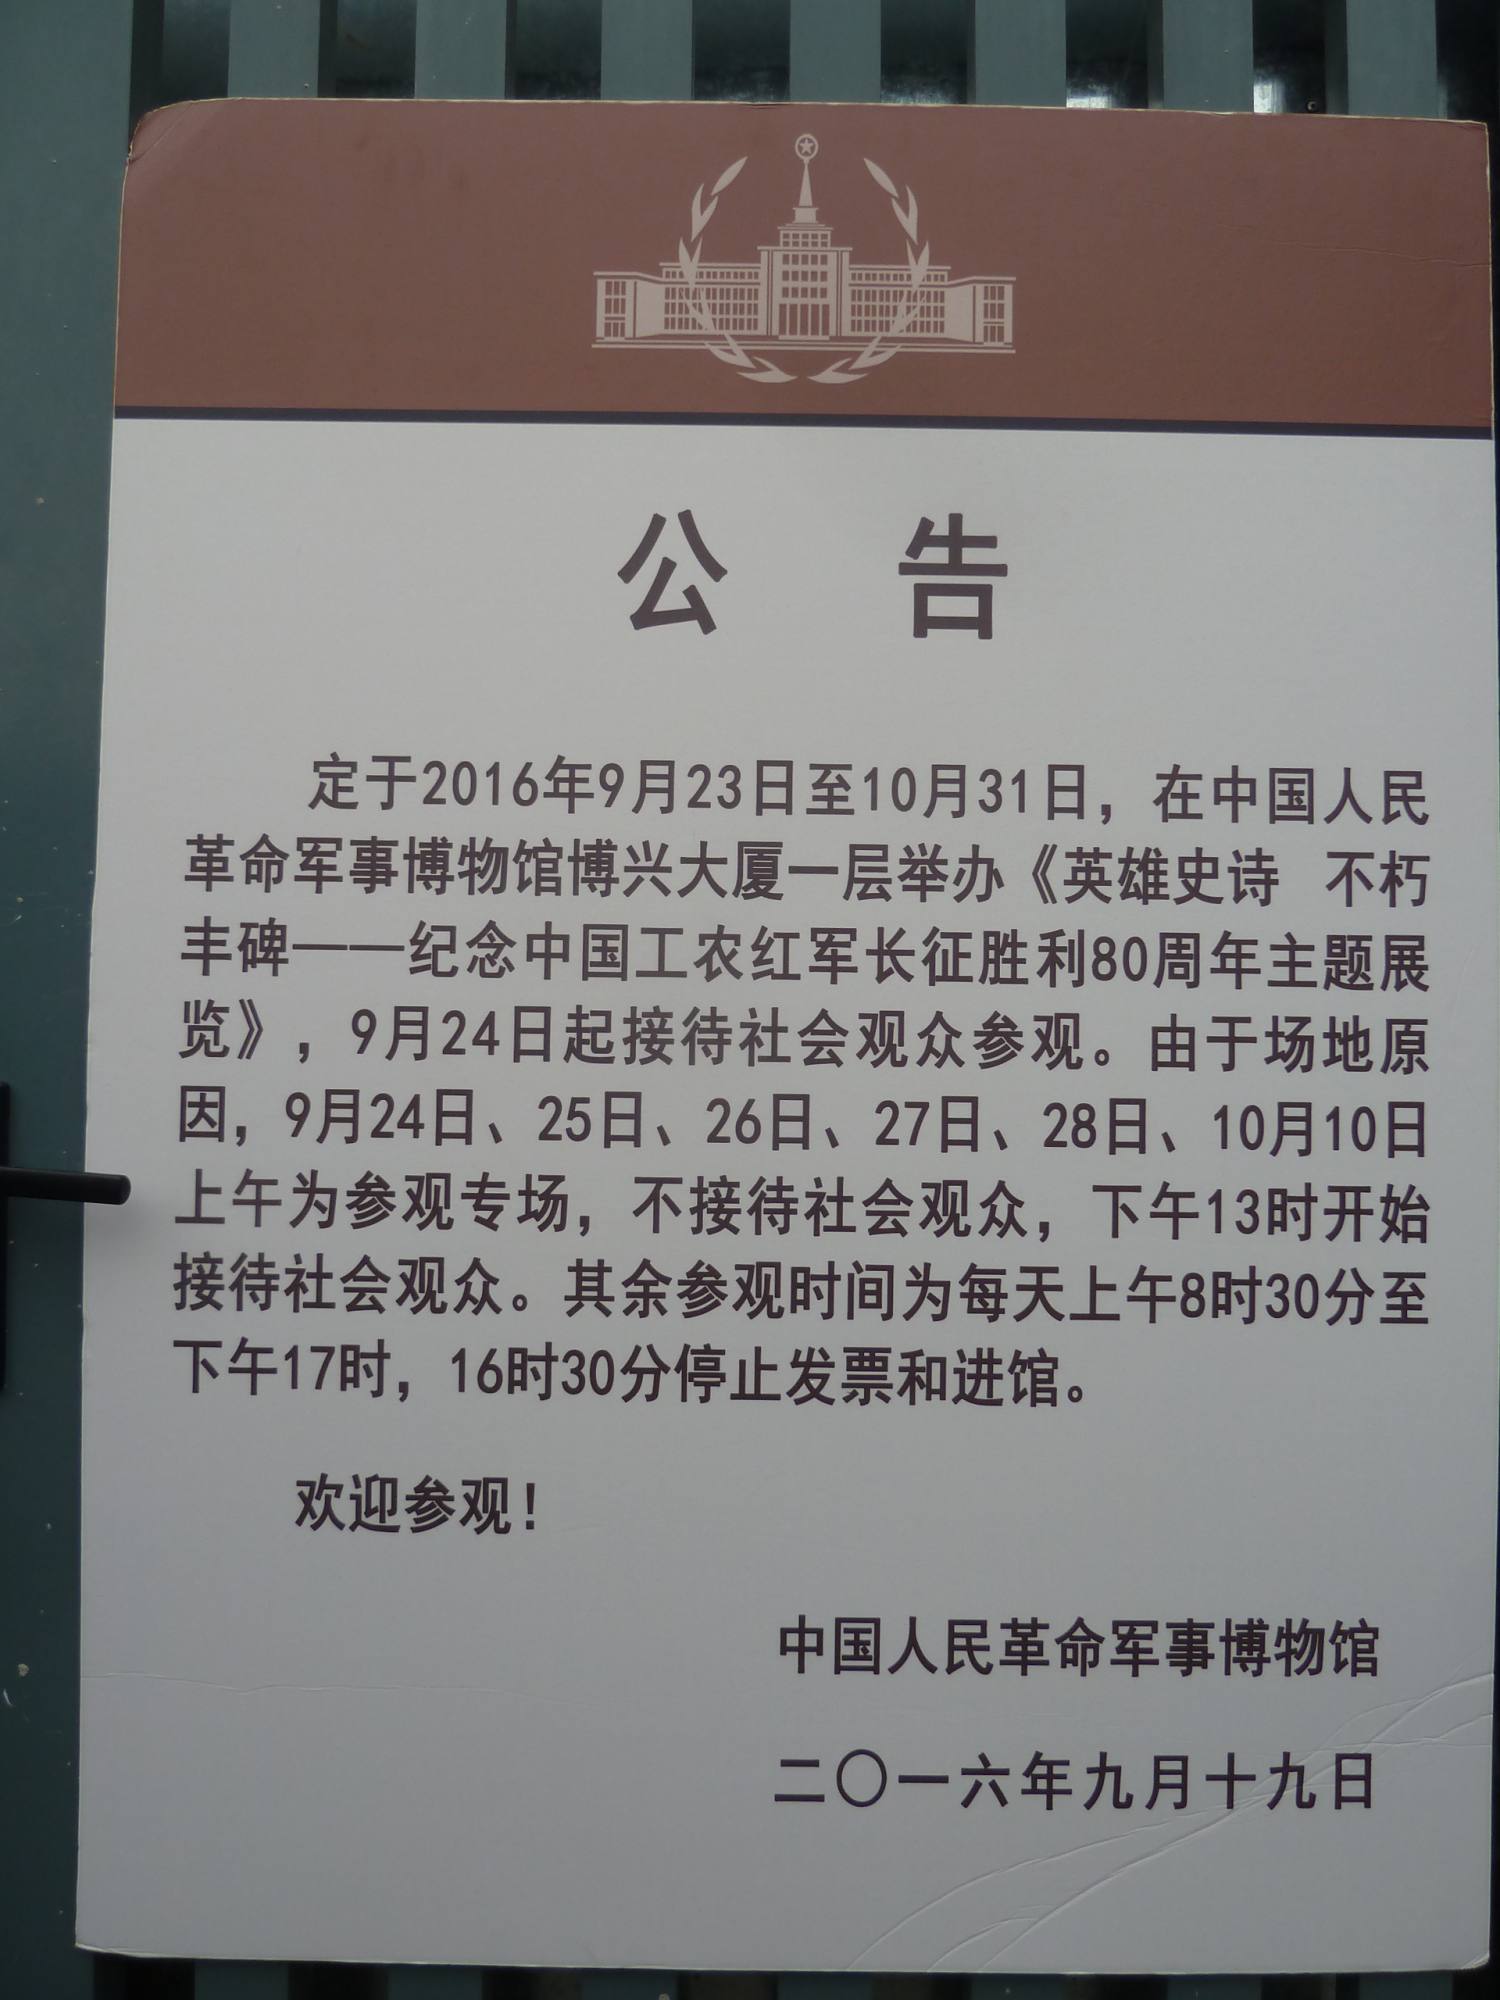 公 告
定于2016年9月23日至10月31日，在中国人民
革命军事博物馆博兴大厦一层举办《英雄史诗 不朽
丰碑——纪念中国工农红军长征胜利80周年主题展
览》，9月24日起接待社会观众参观。由于场地原
因，9月24日、25日、26日、27日、28日、10月10日
上午为参观专场，不接待社会观众，下午13时开始
接待社会观众。其余参观时间为每天上午8时30分至
下午17时，16时30分停止发票和进馆。
欢迎参观！
中国人民革命军事博物馆
二〇一六年九月十九日